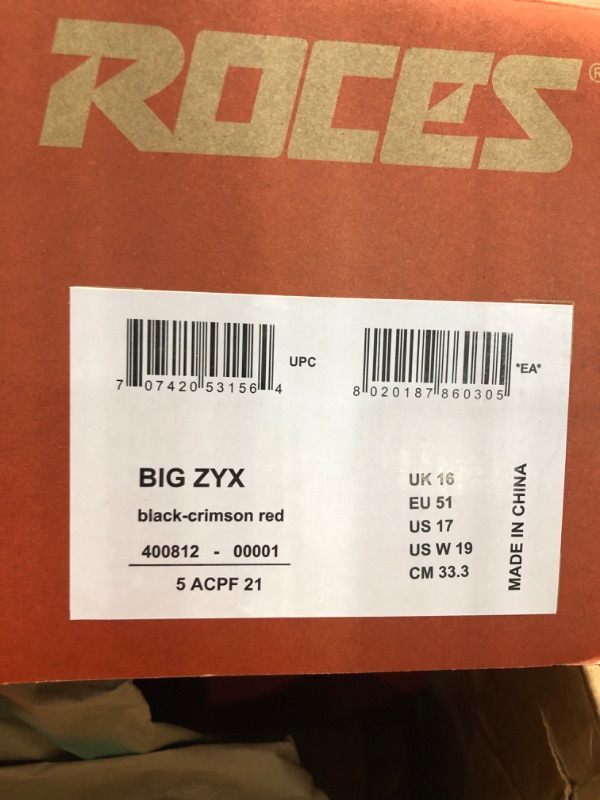 ROCES®
7 07420 53156 4
UPC
8 020187 860305
*EA*
BIG ZYX
black-crimson red
400812 - 00001
5 ACPF 21
UK 16
EU 51
US 17
US W 19
CM 33.3
MADE IN CHINA